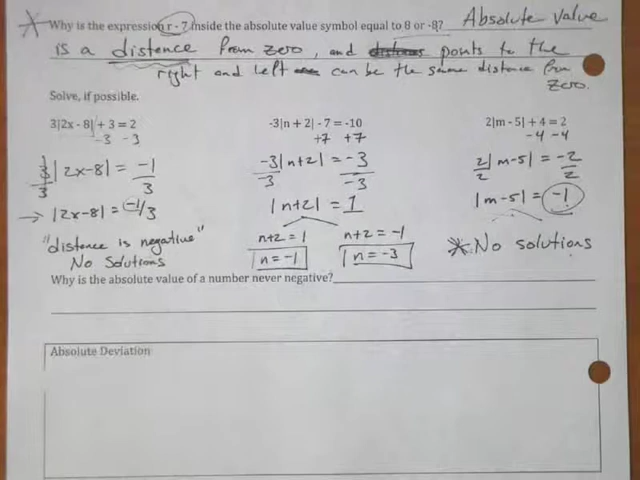 Why is the expression r - 7 inside the absolute value symbol equal to 8 or -8? Absolute value
is a distance from zero, and points to the
right and left can be the same distance from
zero.
Solve, if possible.
3|2x - 8| + 3 = 2
-3 -3
3|2x-8| = -1
3 3
→ |2x-8| = -1/3
"distance is negative"
No Solutions
-3|n + 2| - 7 = -10
+7 +7
-3|n+2| = -3
-3 -3
|n+2| = 1
n+2 = 1 n+2 = -1
n = -1 n = -3
2|m - 5| + 4 = 2
-4 -4
2|m-5| = -2
2 2
|m-5| = -1
No solutions
Why is the absolute value of a number never negative?
Absolute Deviation